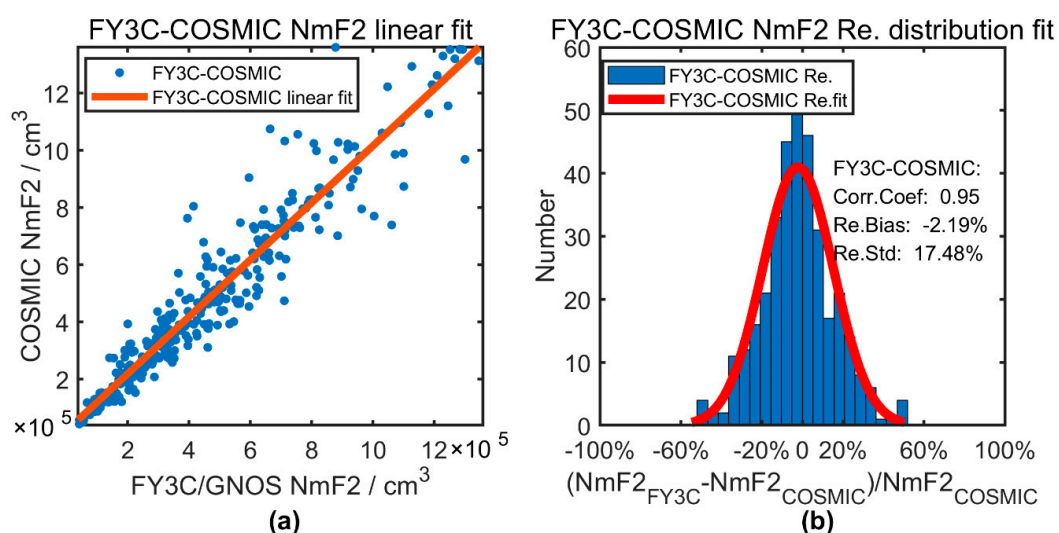 FY3C-COSMIC NmF2 linear fit
FY3C-COSMIC
FY3C-COSMIC linear fit
COSMIC NmF2 / cm³
12
10
8
6
4
2
×10 5
2
4
6
8
10
12
×10 5
FY3C/GNOS NmF2 / cm³
(a)
FY3C-COSMIC NmF2 Re. distribution fit
FY3C-COSMIC Re.
FY3C-COSMIC Re.fit
FY3C-COSMIC:
Corr.Coef: 0.95
Re.Bias: -2.19%
Re.Std: 17.48%
Number
60
50
40
30
20
10
0
-100%
-60%
-20%
0
20%
60%
100%
(NmF2FY3C-NmF2COSMIC)/NmF2COSMIC
(b)